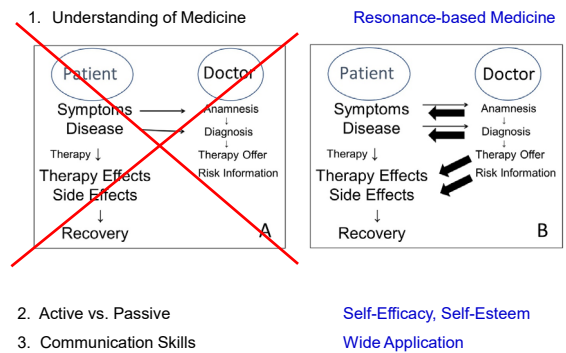 1. Understanding of Medicine
Resonance-based Medicine
Patient
Doctor
Symptoms
Anamnesis
Disease
Diagnosis
Therapy
Therapy Offer
Therapy Effects
Risk Information
Side Effects
Recovery
A
Patient
Doctor
Symptoms
Anamnesis
Disease
Diagnosis
Therapy
Therapy Offer
Therapy Effects
Risk Information
Side Effects
Recovery
B
2. Active vs. Passive
Self-Efficacy, Self-Esteem
3. Communication Skills
Wide Application